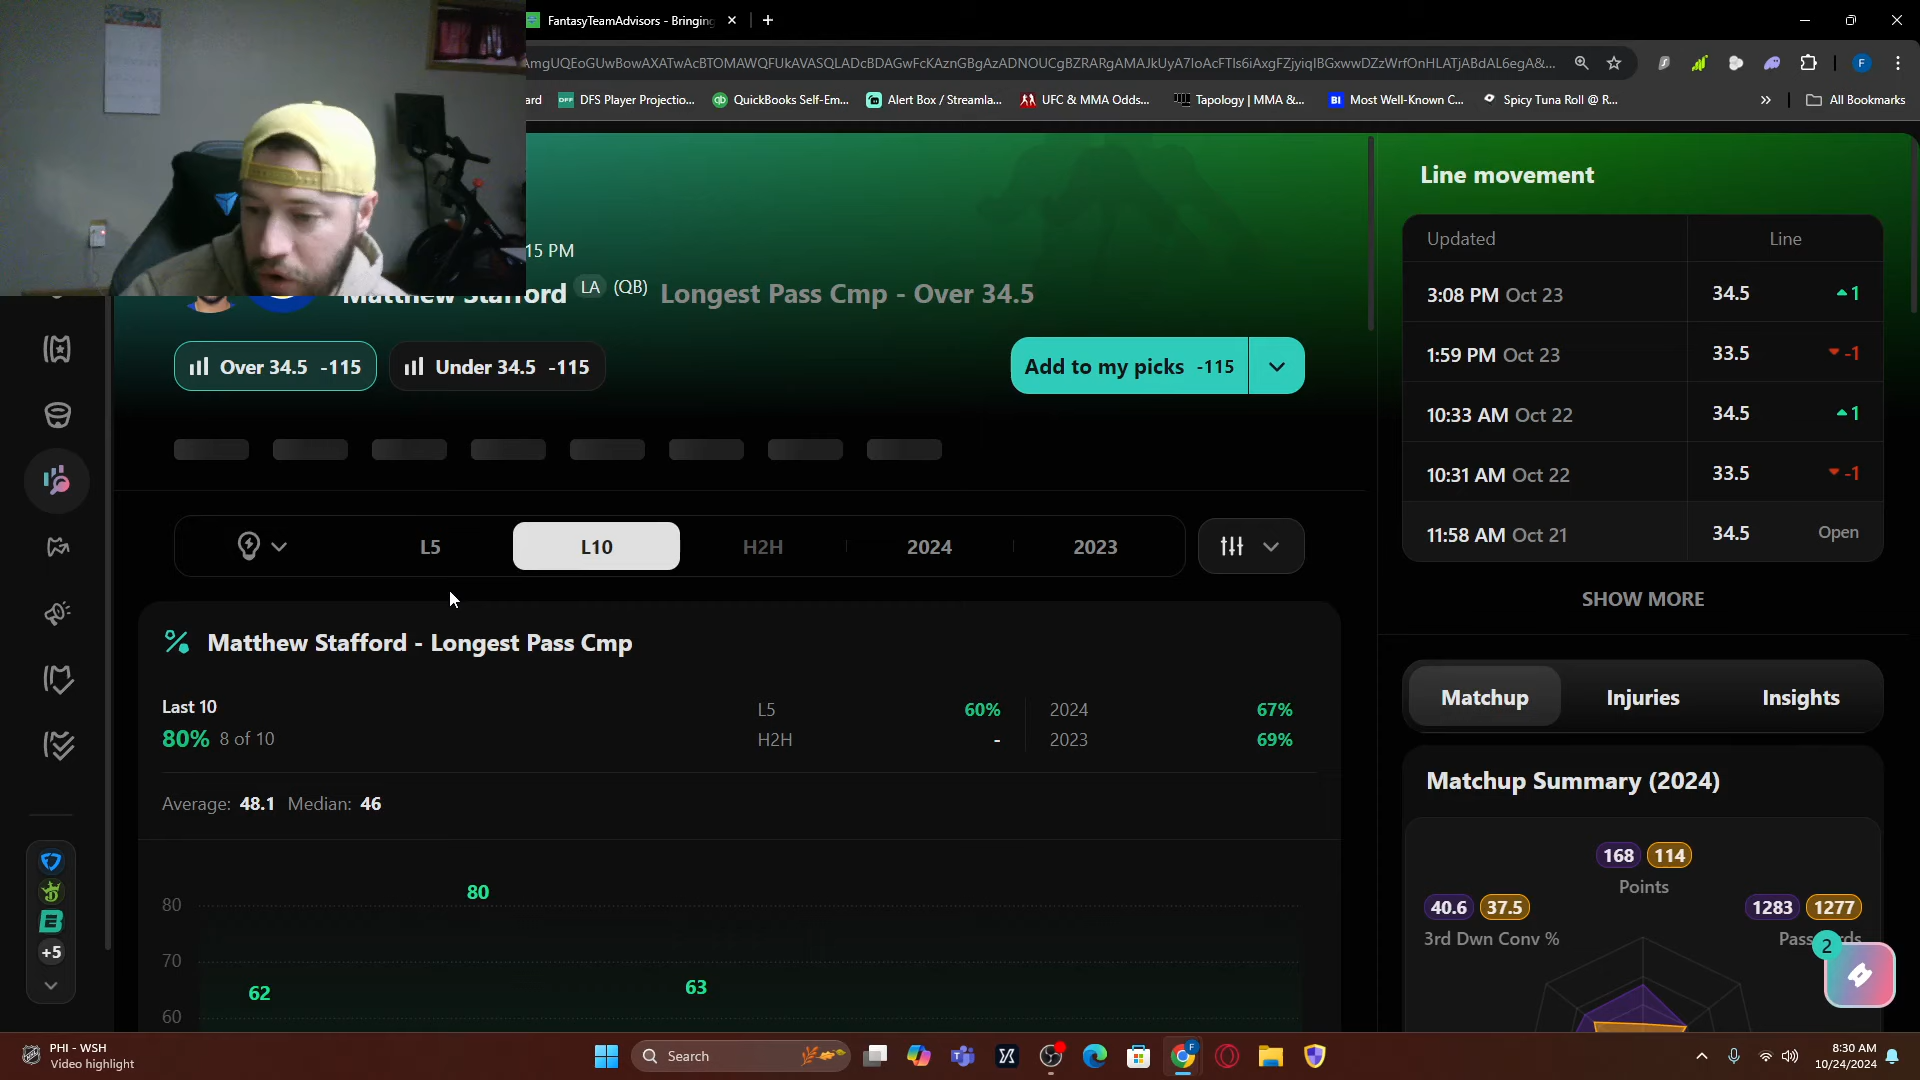 FantasyTeamAdvisors - Bringing
AmgUQEoGUwBowAXATwAcBTOMAWQFUkAVASQLADcBDAGwFcKAznGBgAzADNOUCgBZRARgAMAJkUyA7IoAcFTls6iAxgFZjyiqIBGxwwDZzWrfOnHLATjABdAL6egA&...
F
ard
DFF DFS Player Projectio...
QuickBooks Self-Em...
Alert Box / Streamla...
UFC & MMA Odds...
Tapology | MMA &...
BI Most Well-Known C...
Spicy Tuna Roll @ R...
All Bookmarks
:15 PM
Matthew Stafford LA (QB) Longest Pass Cmp - Over 34.5
Over 34.5 -115
Under 34.5 -115
Add to my picks -115
L5
L10
H2H
2024
2023
Matthew Stafford - Longest Pass Cmp
Last 10
80% 8 of 10
L5 60%
2024 67%
H2H -
2023 69%
Average: 48.1 Median: 46
80
80
70
62
63
60
Line movement
Updated Line
3:08 PM Oct 23 34.5 1
1:59 PM Oct 23 33.5 -1
10:33 AM Oct 22 34.5 1
10:31 AM Oct 22 33.5 -1
11:58 AM Oct 21 34.5 Open
SHOW MORE
Matchup
Injuries
Insights
Matchup Summary (2024)
168 114
Points
40.6 37.5
3rd Dwn Conv %
1283 1277
2
+5
PHI - WSH
Video highlight
Search
F
8:30 AM
10/24/2024